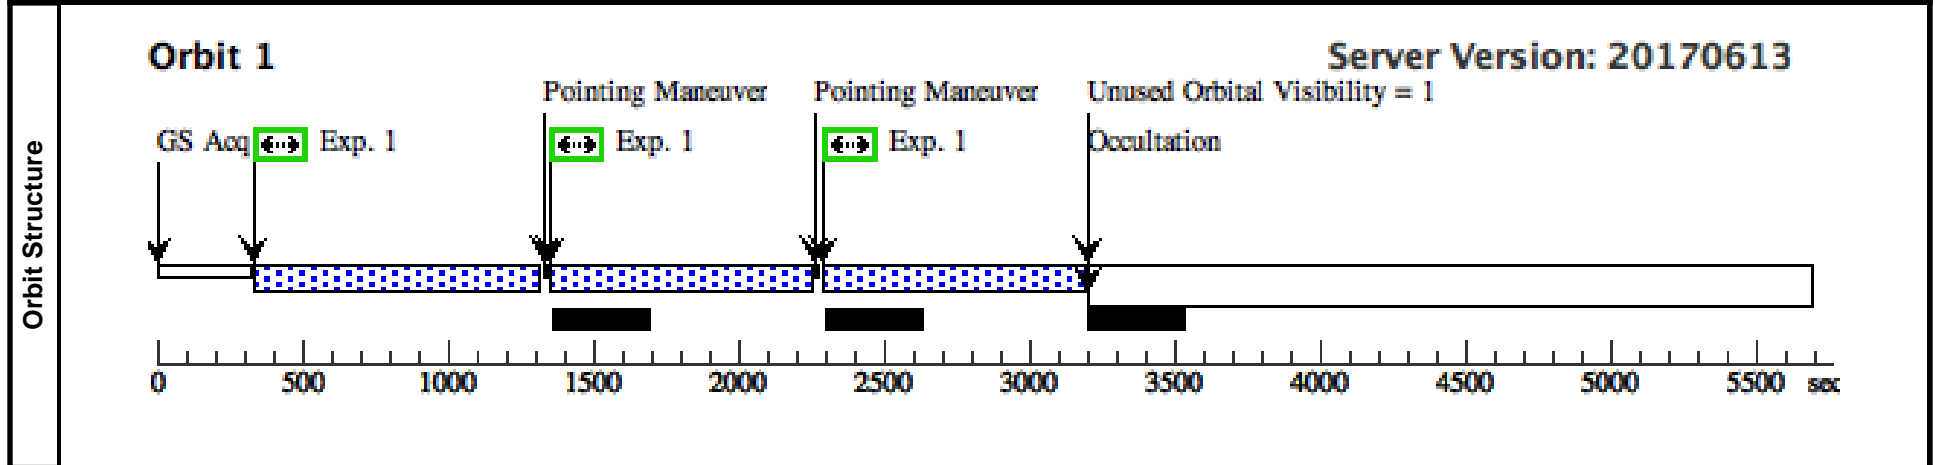 Orbit Structure
Orbit 1
Server Version: 20170613
Pointing Maneuver
Pointing Maneuver
Unused Orbital Visibility = 1
GS Acq
Exp. 1
Exp. 1
Exp. 1
Occultation
0 500 1000 1500 2000 2500 3000 3500 4000 4500 5000 5500 sec